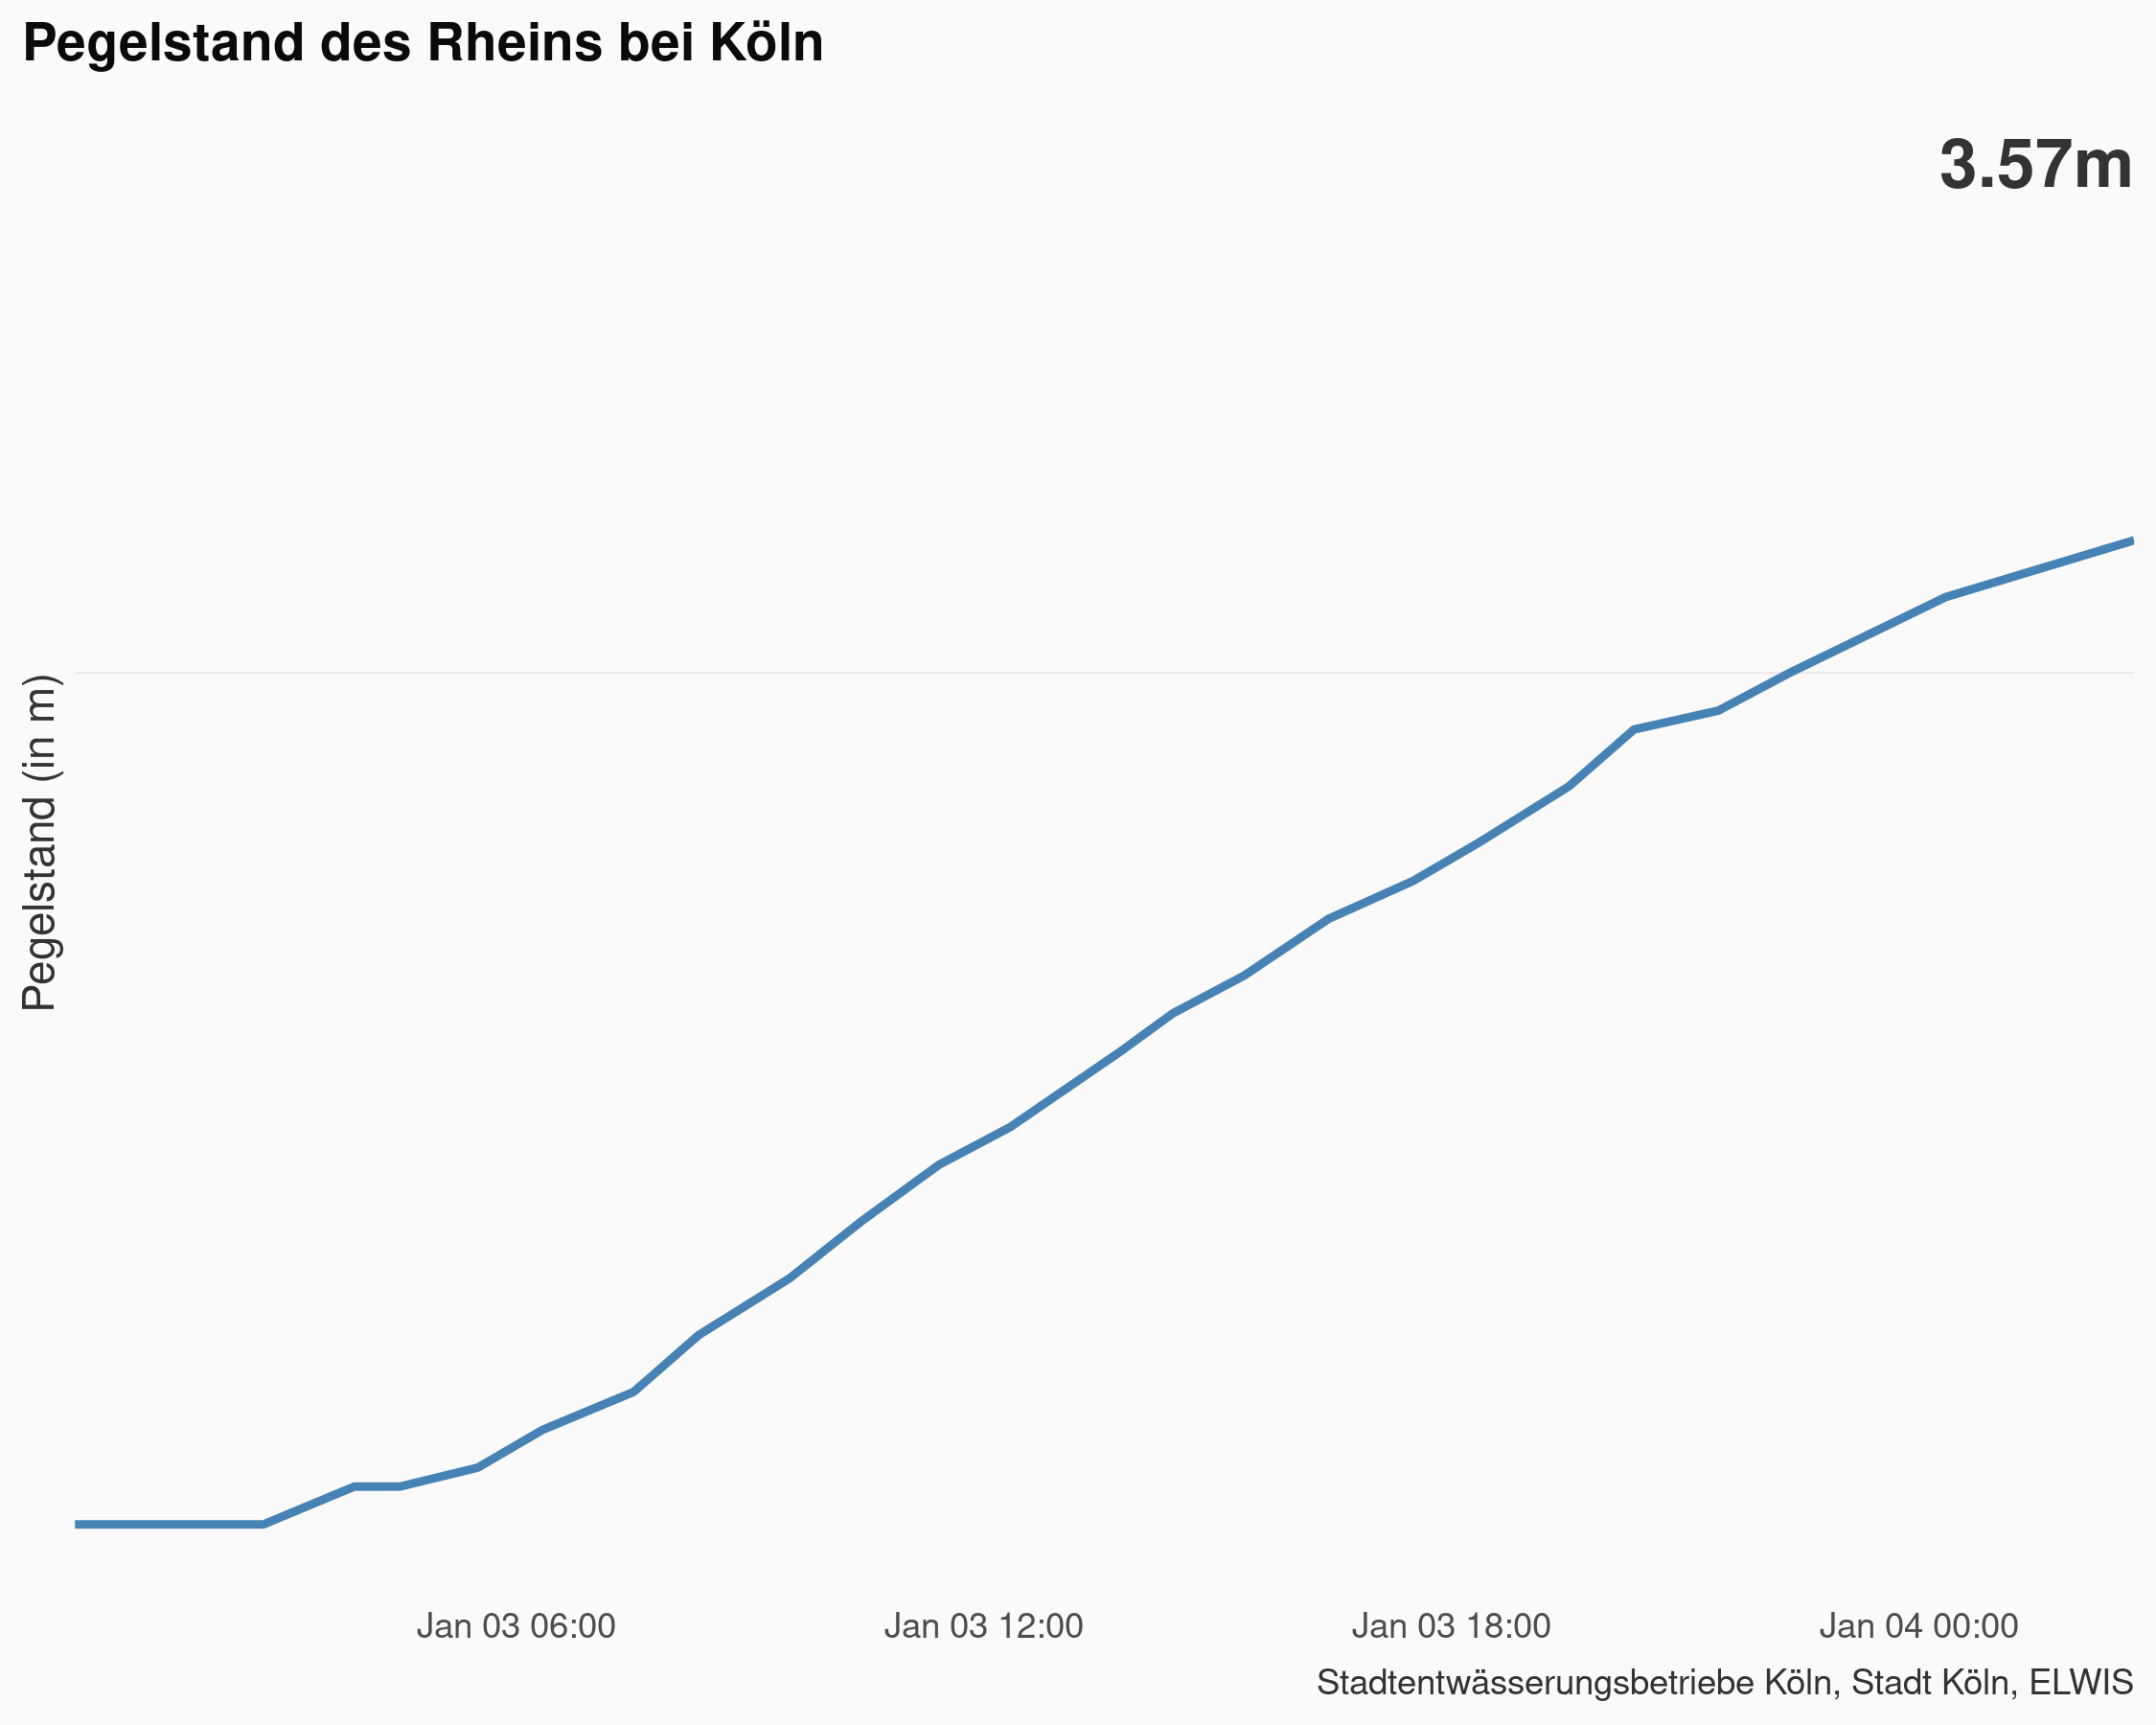 Pegelstand des Rheins bei Köln
3.57m
Pegelstand (in m)
Jan 03 06:00
Jan 03 12:00
Jan 03 18:00
Jan 04 00:00
Stadtentwässerungsbetriebe Köln, Stadt Köln, ELWIS